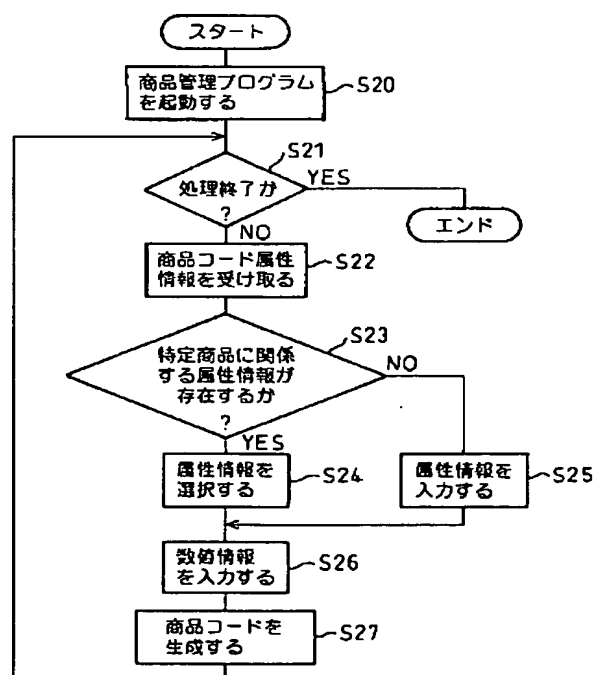 スタート
商品管理プログラム
を起動する
S20
S21
処理終了か
?
YES
エンド
NO
商品コード属性
情報を受け取る
S22
S23
特定商品に関係
する属性情報が
存在するか
?
NO
YES
属性情報を
選択する
S24
属性情報を
入力する
S25
数値情報
を入力する
S26
商品コードを
生成する
S27